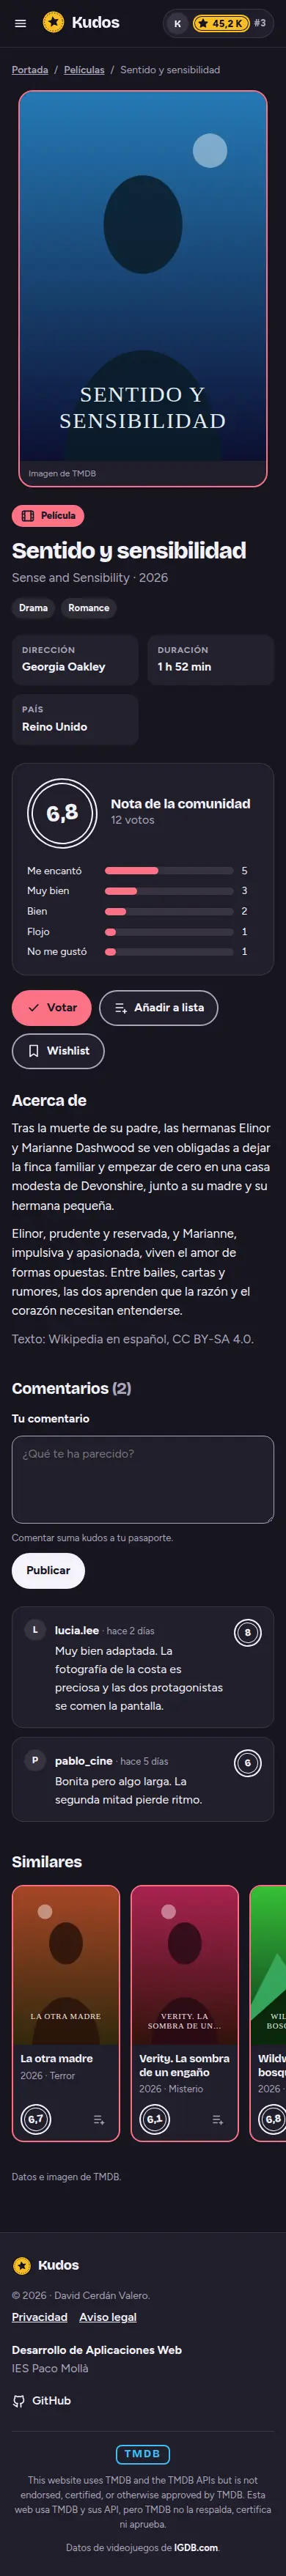 Kudos
K
45,2 K
#3
Portada / Películas / Sentido y sensibilidad
SENTIDO Y
SENSIBILIDAD
Imagen de TMDB
Película
Sentido y sensibilidad
Sense and Sensibility · 2026
Drama
Romance
DIRECCIÓN
Georgia Oakley
DURACIÓN
1 h 52 min
PAÍS
Reino Unido
6,8
Nota de la comunidad
12 votos
Me encantó 5
Muy bien 3
Bien 2
Flojo 1
No me gustó 1
Votar
Añadir a lista
Wishlist
Acerca de
Tras la muerte de su padre, las hermanas Elinor
y Marianne Dashwood se ven obligadas a dejar
la finca familiar y empezar de cero en una casa
modesta de Devonshire, junto a su madre y su
hermana pequeña.
Elinor, prudente y reservada, y Marianne,
impulsiva y apasionada, viven el amor de
formas opuestas. Entre bailes, cartas y
rumores, las dos aprenden que la razón y el
corazón necesitan entenderse.
Texto: Wikipedia en español, CC BY-SA 4.0.
Comentarios (2)
Tu comentario
¿Qué te ha parecido?
Comentar suma kudos a tu pasaporte.
Publicar
L
lucia.lee · hace 2 días
8
Muy bien adaptada. La
fotografía de la costa es
preciosa y las dos protagonistas
se comen la pantalla.
P
pablo_cine · hace 5 días
6
Bonita pero algo larga. La
segunda mitad pierde ritmo.
Similares
LA OTRA MADRE
La otra madre
2026 · Terror
6,7
VERITY. LA
SOMBRA DE UN...
Verity. La sombra
de un engaño
2026 · Misterio
6,1
WIL
BOSQ
Wildw
bosqu
2026 ·
6,8
Datos e imagen de TMDB.
Kudos
© 2026 · David Cerdán Valero.
Privacidad
Aviso legal
Desarrollo de Aplicaciones Web
IES Paco Mollà
GitHub
TMDB
This website uses TMDB and the TMDB APIs but is not
endorsed, certified, or otherwise approved by TMDB. Esta
web usa TMDB y sus API, pero TMDB no la respalda, certifica
ni aprueba.
Datos de videojuegos de IGDB.com.